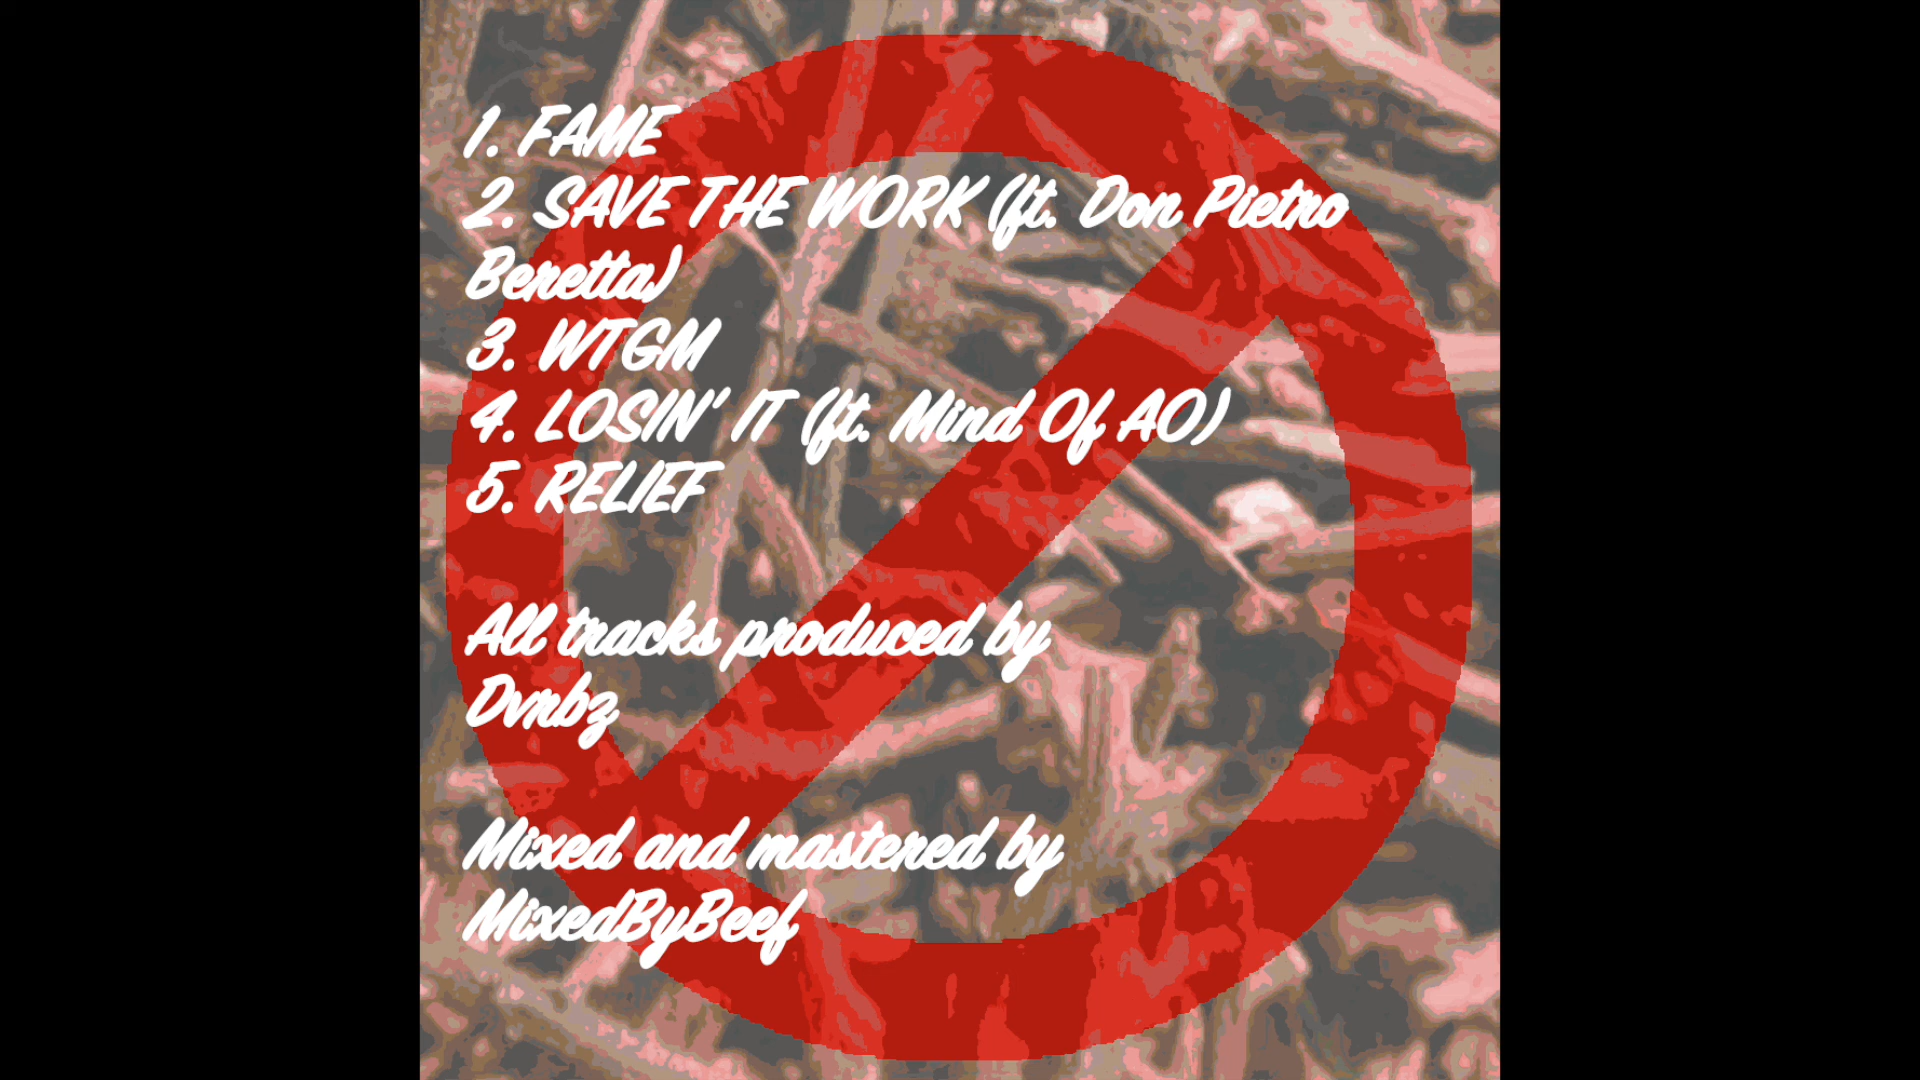 1. FAME
2. SAVE THE WORK (ft. Don Pietro
Beretta)
3. WTGM
4. LOSIN' IT (ft. Mind Of AO)
5. RELIEF
All tracks produced by
Dvrbz
Mixed and mastered by
MixedByBeef